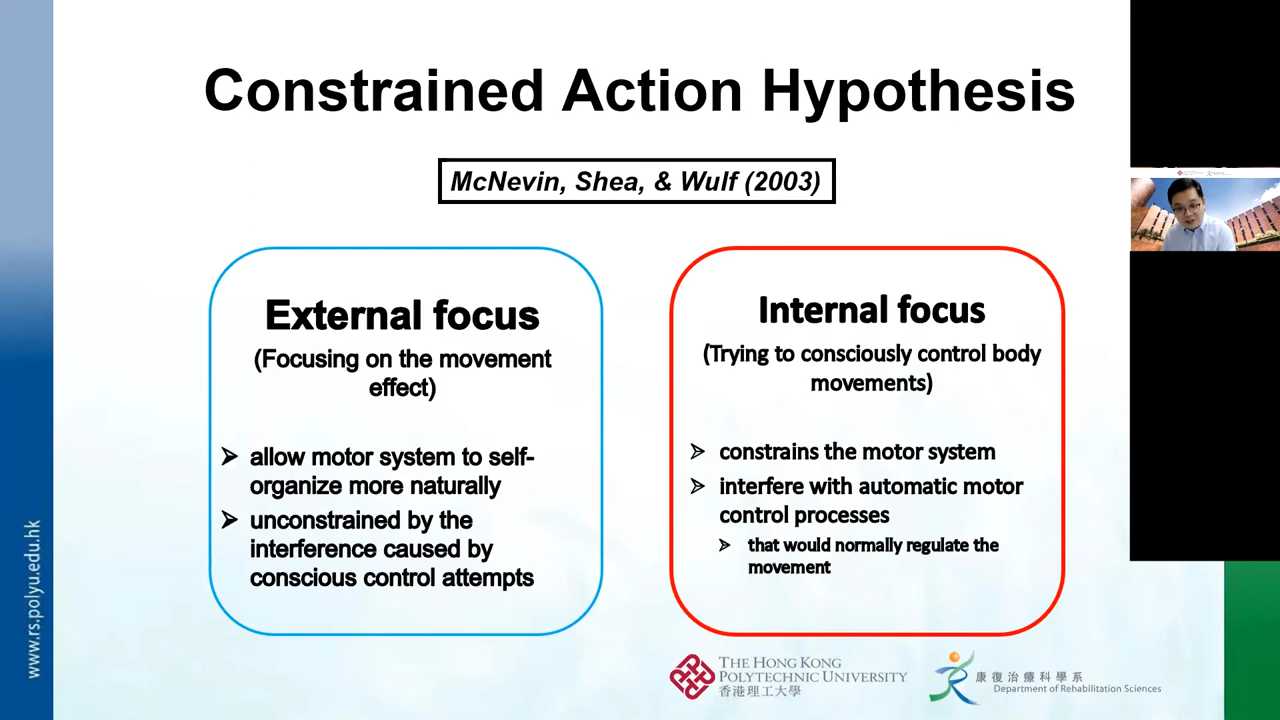 Constrained Action Hypothesis
McNevin, Shea, & Wulf (2003)
External focus
(Focusing on the movement
effect)
➢ allow motor system to self-
organize more naturally
➢ unconstrained by the
interference caused by
conscious control attempts
Internal focus
(Trying to consciously control body
movements)
➢ constrains the motor system
➢ interfere with automatic motor
control processes
➢ that would normally regulate the
movement
www.rs.polyu.edu.hk
THE HONG KONG
POLYTECHNIC UNIVERSITY
香港理工大學
康復治療科學系
Department of Rehabilitation Sciences